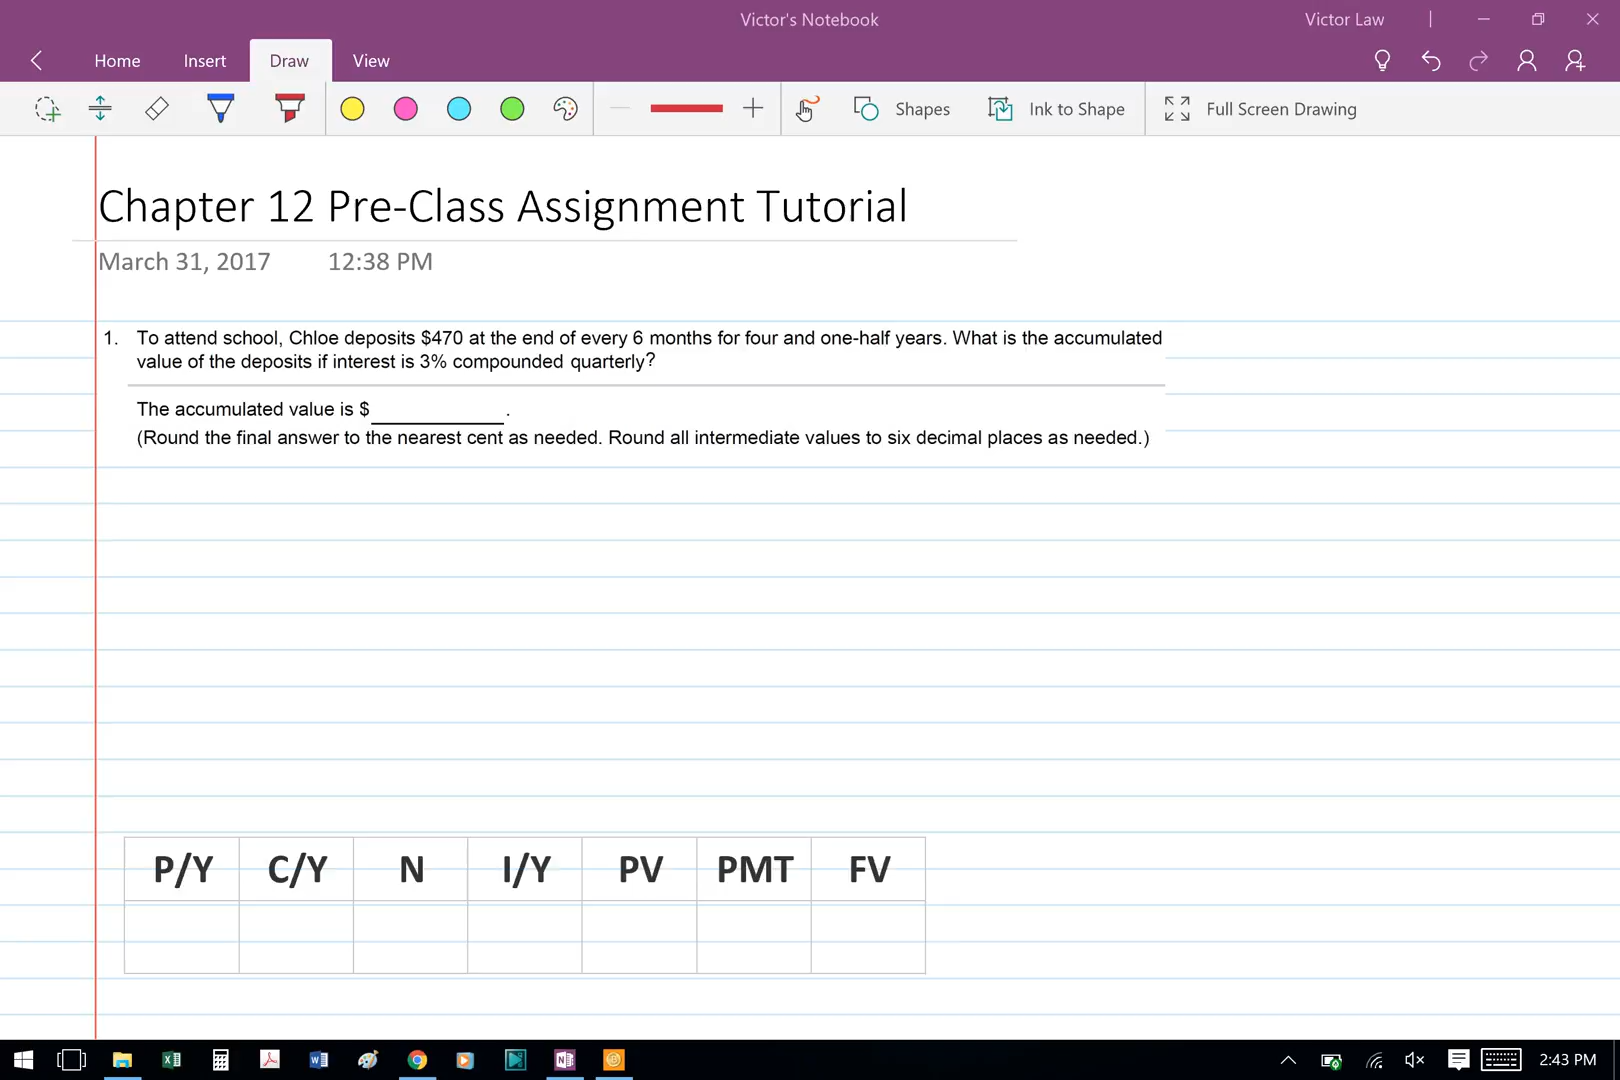 Victor's Notebook
Victor Law
Home Insert Draw View
Shapes Ink to Shape Full Screen Drawing
Chapter 12 Pre-Class Assignment Tutorial
March 31, 2017 12:38 PM
1. To attend school, Chloe deposits $470 at the end of every 6 months for four and one-half years. What is the accumulated
value of the deposits if interest is 3% compounded quarterly?
The accumulated value is $ .
(Round the final answer to the nearest cent as needed. Round all intermediate values to six decimal places as needed.)
P/Y C/Y N I/Y PV PMT FV
2:43 PM